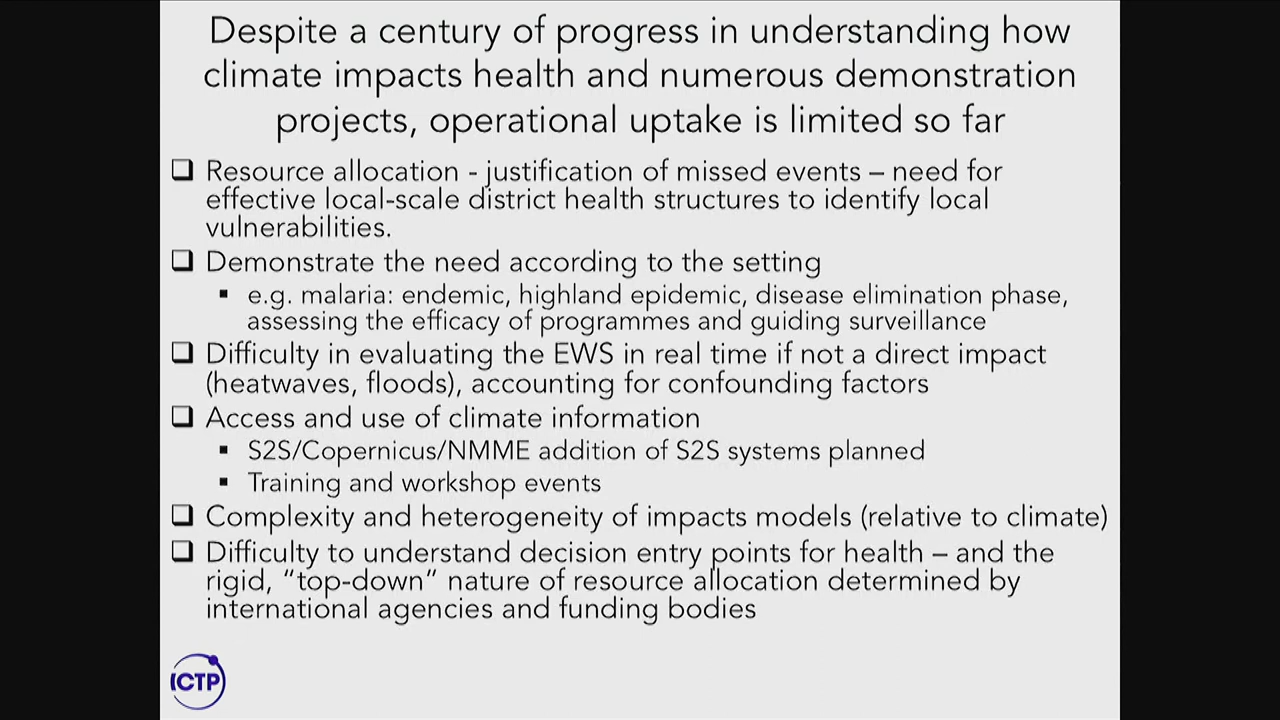 Despite a century of progress in understanding how
climate impacts health and numerous demonstration
projects, operational uptake is limited so far
❑ Resource allocation - justification of missed events – need for
effective local-scale district health structures to identify local
vulnerabilities.
❑ Demonstrate the need according to the setting
▪ e.g. malaria: endemic, highland epidemic, disease elimination phase,
assessing the efficacy of programmes and guiding surveillance
❑ Difficulty in evaluating the EWS in real time if not a direct impact
(heatwaves, floods), accounting for confounding factors
❑ Access and use of climate information
▪ S2S/Copernicus/NMME addition of S2S systems planned
▪ Training and workshop events
❑ Complexity and heterogeneity of impacts models (relative to climate)
❑ Difficulty to understand decision entry points for health – and the
rigid, “top-down” nature of resource allocation determined by
international agencies and funding bodies
ICTP